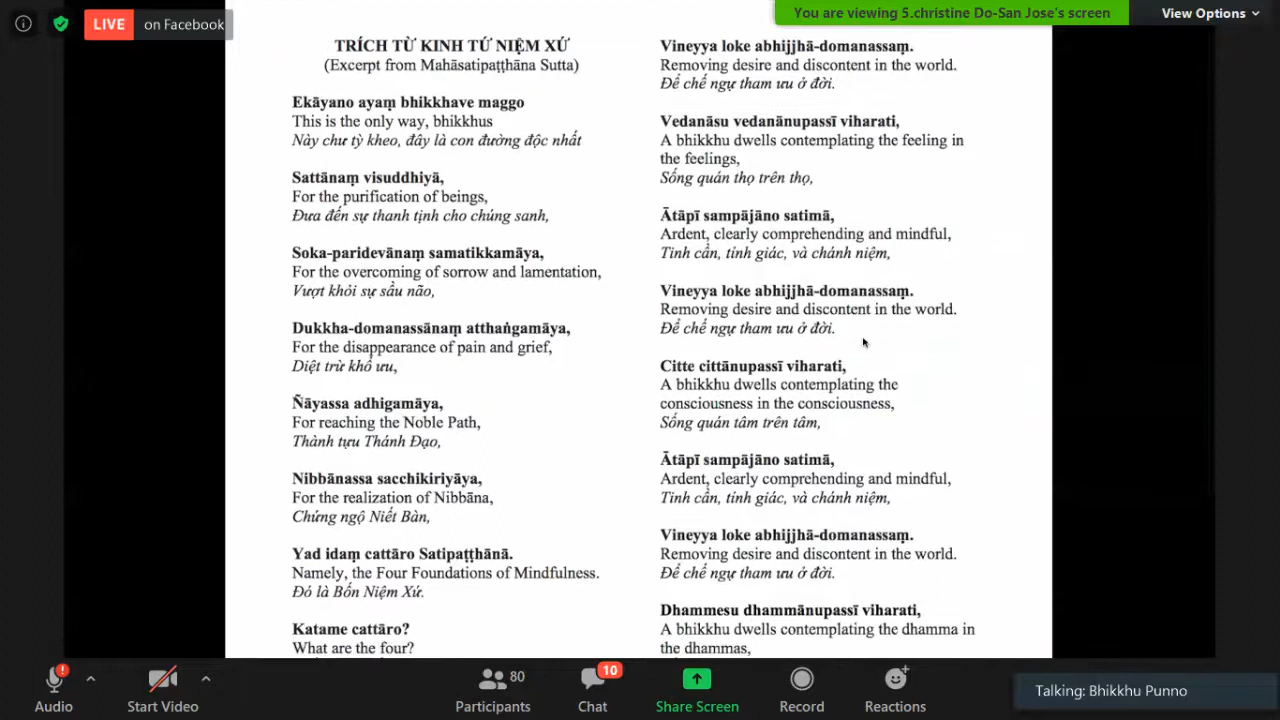 LIVE on Facebook
You are viewing 5.christine Do-San Jose's screen
View Options
TRÍCH TỪ KINH TỨ NIỆM XỨ
(Excerpt from Mahāsatipaṭṭhāna Sutta)
Ekāyano ayaṃ bhikkhave maggo
This is the only way, bhikkhus
Này chư tỳ kheo, đây là con đường độc nhất
Sattānaṃ visuddhiyā,
For the purification of beings,
Đưa đến sự thanh tịnh cho chúng sanh,
Soka-paridevānaṃ samatikkamāya,
For the overcoming of sorrow and lamentation,
Vượt khỏi sự sầu não,
Dukkha-domanassānaṃ atthaṅgamāya,
For the disappearance of pain and grief,
Diệt trừ khổ ưu,
Ñāyassa adhigamāya,
For reaching the Noble Path,
Thành tựu Thánh Đạo,
Nibbānassa sacchikiriyāya,
For the realization of Nibbāna,
Chứng ngộ Niết Bàn,
Yad idaṃ cattāro Satipaṭṭhānā.
Namely, the Four Foundations of Mindfulness.
Đó là Bốn Niệm Xứ.
Katame cattāro?
What are the four?
Vineyya loke abhijjhā-domanassaṃ.
Removing desire and discontent in the world.
Để chế ngự tham ưu ở đời.
Vedanāsu vedanānupassī viharati,
A bhikkhu dwells contemplating the feeling in
the feelings,
Sống quán thọ trên thọ,
Ātāpī sampājāno satimā,
Ardent, clearly comprehending and mindful,
Tinh cần, tỉnh giác, và chánh niệm,
Vineyya loke abhijjhā-domanassaṃ.
Removing desire and discontent in the world.
Để chế ngự tham ưu ở đời.
Citte cittānupassī viharati,
A bhikkhu dwells contemplating the
consciousness in the consciousness,
Sống quán tâm trên tâm,
Ātāpī sampājāno satimā,
Ardent, clearly comprehending and mindful,
Tinh cần, tỉnh giác, và chánh niệm,
Vineyya loke abhijjhā-domanassaṃ.
Removing desire and discontent in the world.
Để chế ngự tham ưu ở đời.
Dhammesu dhammānupassī viharati,
A bhikkhu dwells contemplating the dhamma in
the dhammas,
Audio
Start Video
Participants 80
Chat 10
Share Screen
Record
Reactions
Talking: Bhikkhu Punno